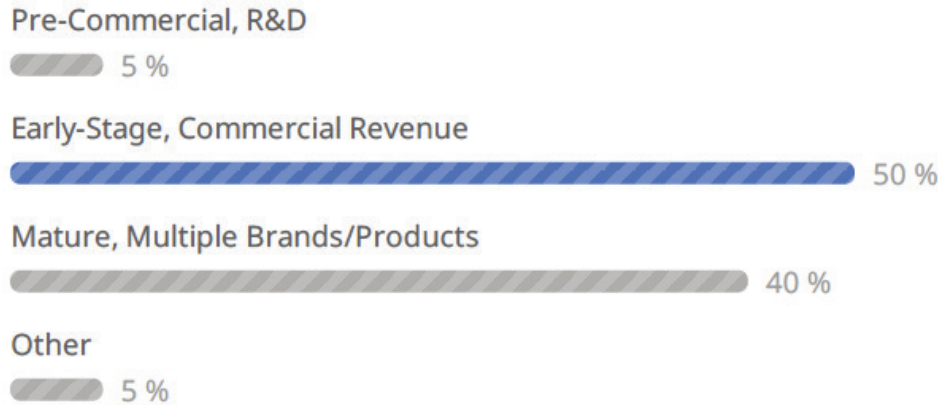 Pre-Commercial, R&D
5 %
Early-Stage, Commercial Revenue
50 %
Mature, Multiple Brands/Products
40 %
Other
5 %